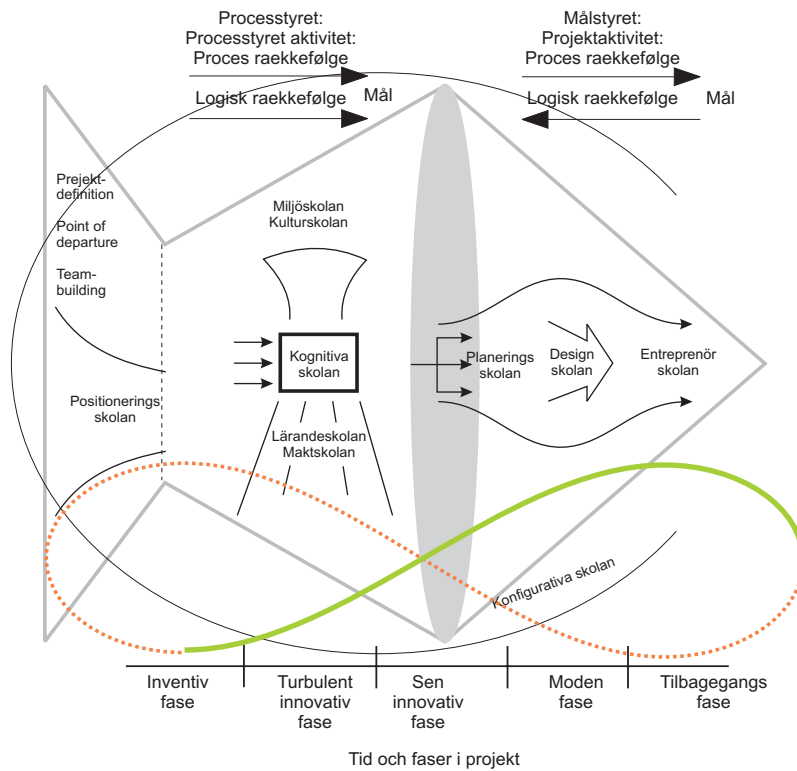 Processtyret:
Processtyret aktivitet:
Proces raekkefølge
Logisk raekkefølge
Mål
Målstyret:
Projektaktivitet:
Proces raekkefølge
Logisk raekkefølge
Mål
Prejekt-
definition
Point of
departure
Team-
building
Miljöskolan
Kulturskolan
Kognitiva
skolan
Planerings
skolan
Design
skolan
Entreprenör
skolan
Positionerings
skolan
Lärandeskolan
Maktskolan
Konfigurativa skolan
Inventiv
fase
Turbulent
innovativ
fase
Sen
innovativ
fase
Moden
fase
Tilbagegangs
fase
Tid och faser i projekt